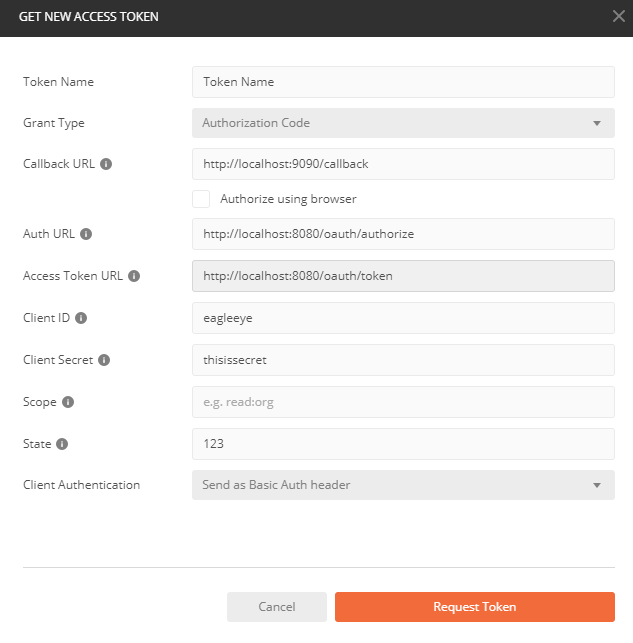 GET NEW ACCESS TOKEN
Token Name Token Name
Grant Type Authorization Code
Callback URL http://localhost:9090/callback
Authorize using browser
Auth URL http://localhost:8080/oauth/authorize
Access Token URL http://localhost:8080/oauth/token
Client ID eagleeye
Client Secret thisissecret
Scope e.g. read:org
State 123
Client Authentication Send as Basic Auth header
Cancel Request Token